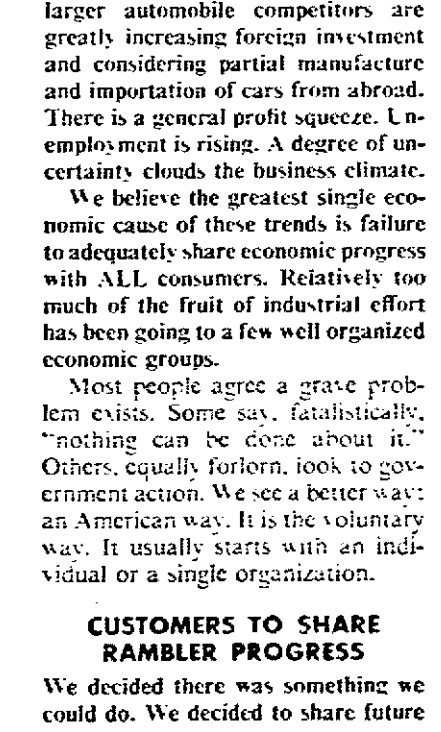 larger automobile competitors are
greatly increasing foreign investment
and considering partial manufacture
and importation of cars from abroad.
There is a general profit squeeze. Un-
employment is rising. A degree of un-
certainty clouds the business climate.
We believe the greatest single eco-
nomic cause of these trends is failure
to adequately share economic progress
with ALL consumers. Relatively too
much of the fruit of industrial effort
has been going to a few well organized
economic groups.
Most people agree a grave prob-
lem exists. Some say, fatalistically,
“nothing can be done about it.”
Others, equally forlorn, look to gov-
ernment action. We see a better way:
an American way. It is the voluntary
way. It usually starts with an indi-
vidual or a single organization.
CUSTOMERS TO SHARE
RAMBLER PROGRESS
We decided there was something we
could do. We decided to share future